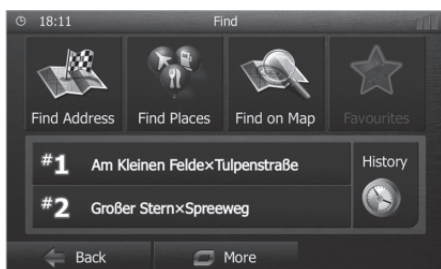 18:11 Find
Find Address Find Places Find on Map Favourites
#1 Am Kleinen Felde×Tulpenstraße History
#2 Großer Stern×Spreeweg
Back More